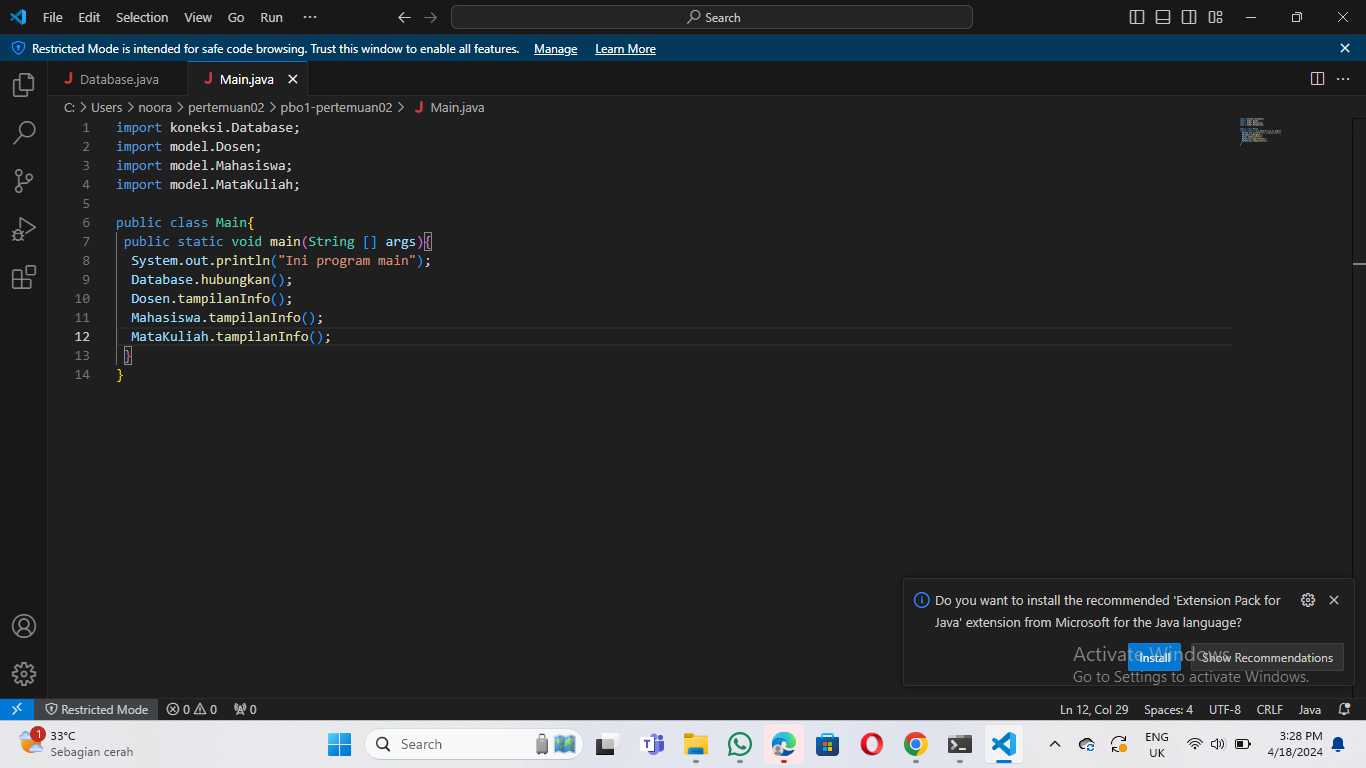 File Edit Selection View Go Run ··· Search
Restricted Mode is intended for safe code browsing. Trust this window to enable all features. Manage Learn More
J Database.java J Main.java
C: > Users > noora > pertemuan02 > pbo1-pertemuan02 > J Main.java
1 import koneksi.Database;
2 import model.Dosen;
3 import model.Mahasiswa;
4 import model.MataKuliah;
5
6 public class Main{
7 public static void main(String [] args){
8 System.out.println("Ini program main");
9 Database.hubungkan();
10 Dosen.tampilanInfo();
11 Mahasiswa.tampilanInfo();
12 MataKuliah.tampilanInfo();
13 }
14 }
Do you want to install the recommended 'Extension Pack for
Java' extension from Microsoft for the Java language?
Install Show Recommendations
Activate Windows
Go to Settings to activate Windows.
Restricted Mode 0 0 0 Ln 12, Col 29 Spaces: 4 UTF-8 CRLF Java
1 33°C
Sebagian cerah
Search
ENG
UK
3:28 PM
4/18/2024